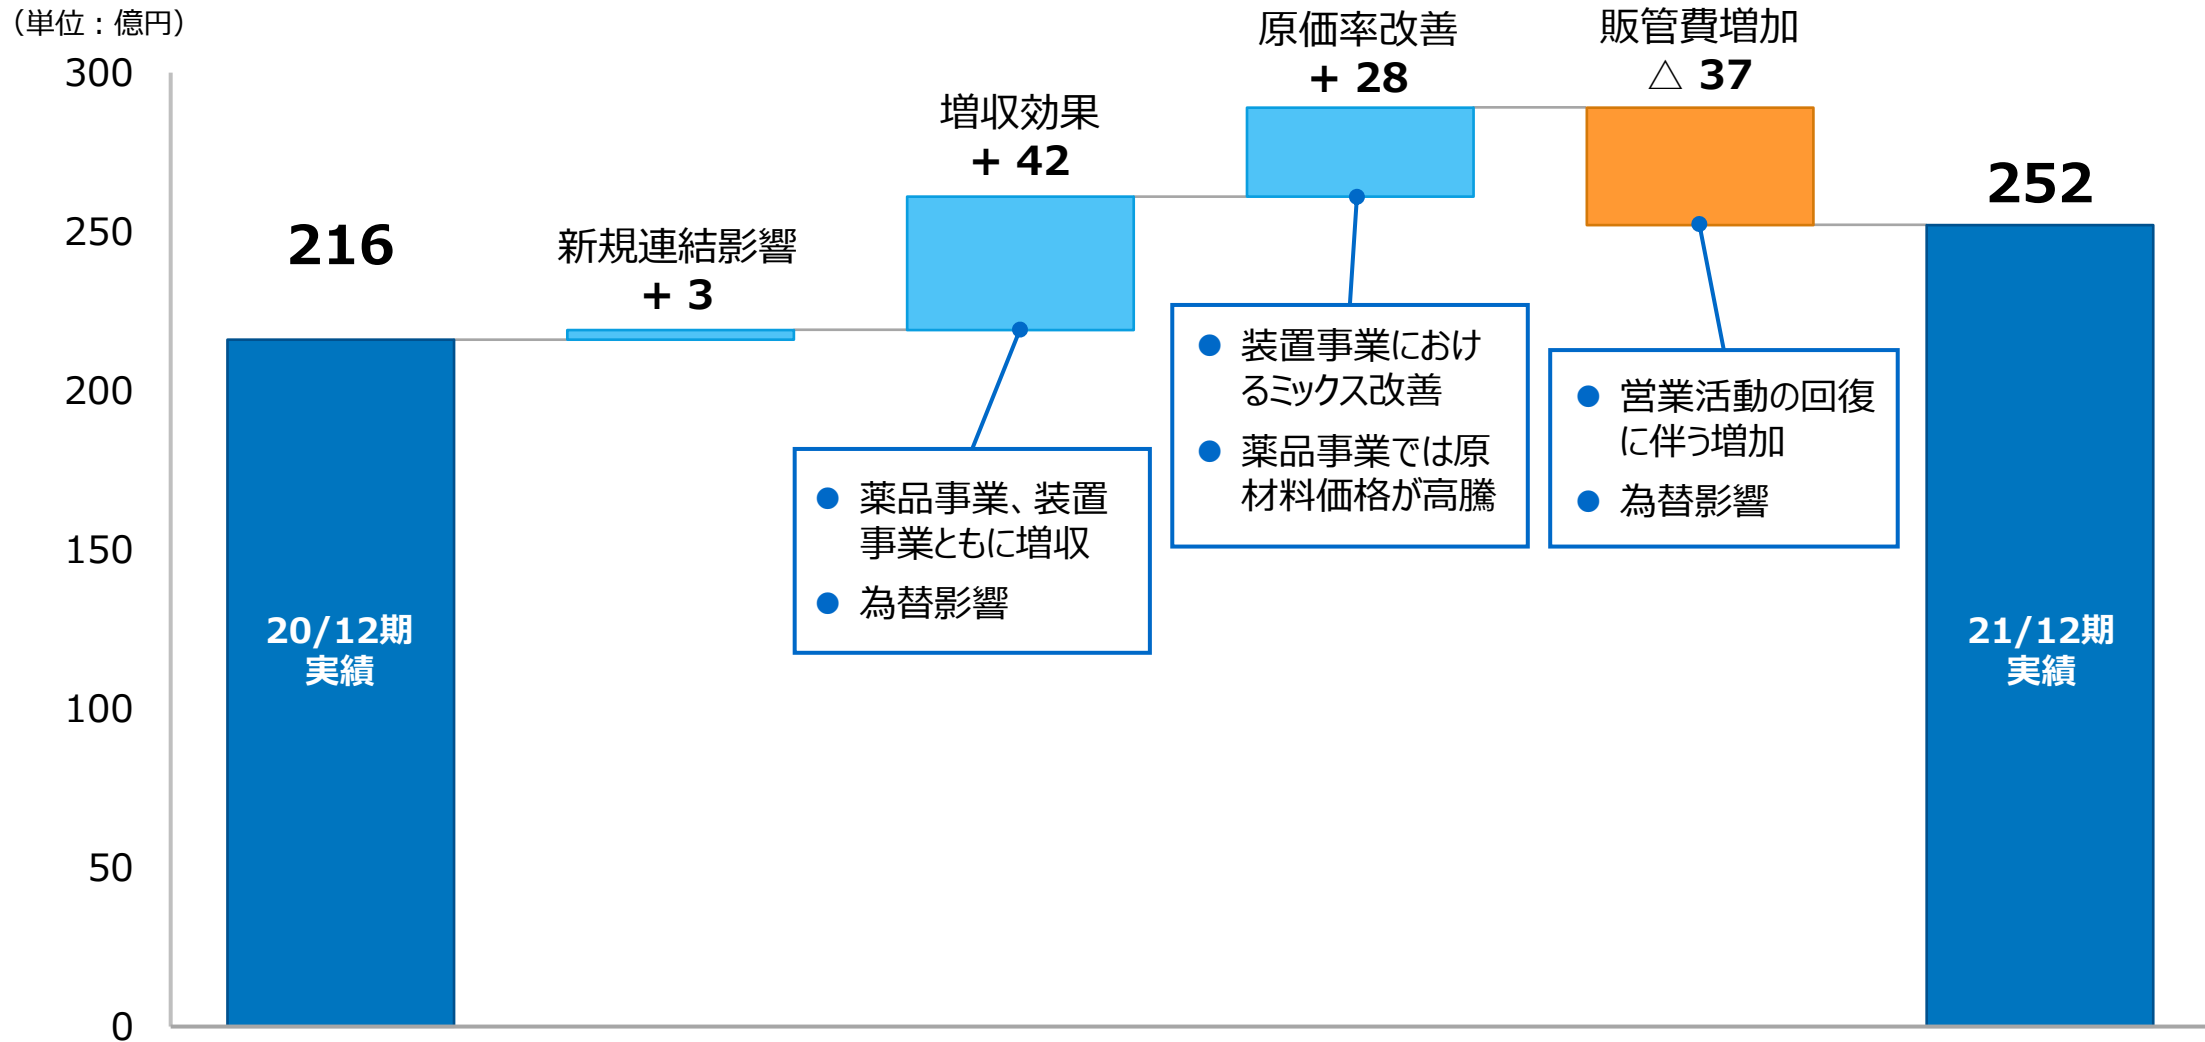 （単位：億円）
300
250
200
150
100
50
0
216
20/12期
実績
新規連結影響
+ 3
増収効果
+ 42
● 薬品事業、装置
事業ともに増収
● 為替影響
原価率改善
+ 28
● 装置事業におけ
るミックス改善
● 薬品事業では原
材料価格が高騰
販管費増加
△ 37
● 営業活動の回復
に伴う増加
● 為替影響
252
21/12期
実績